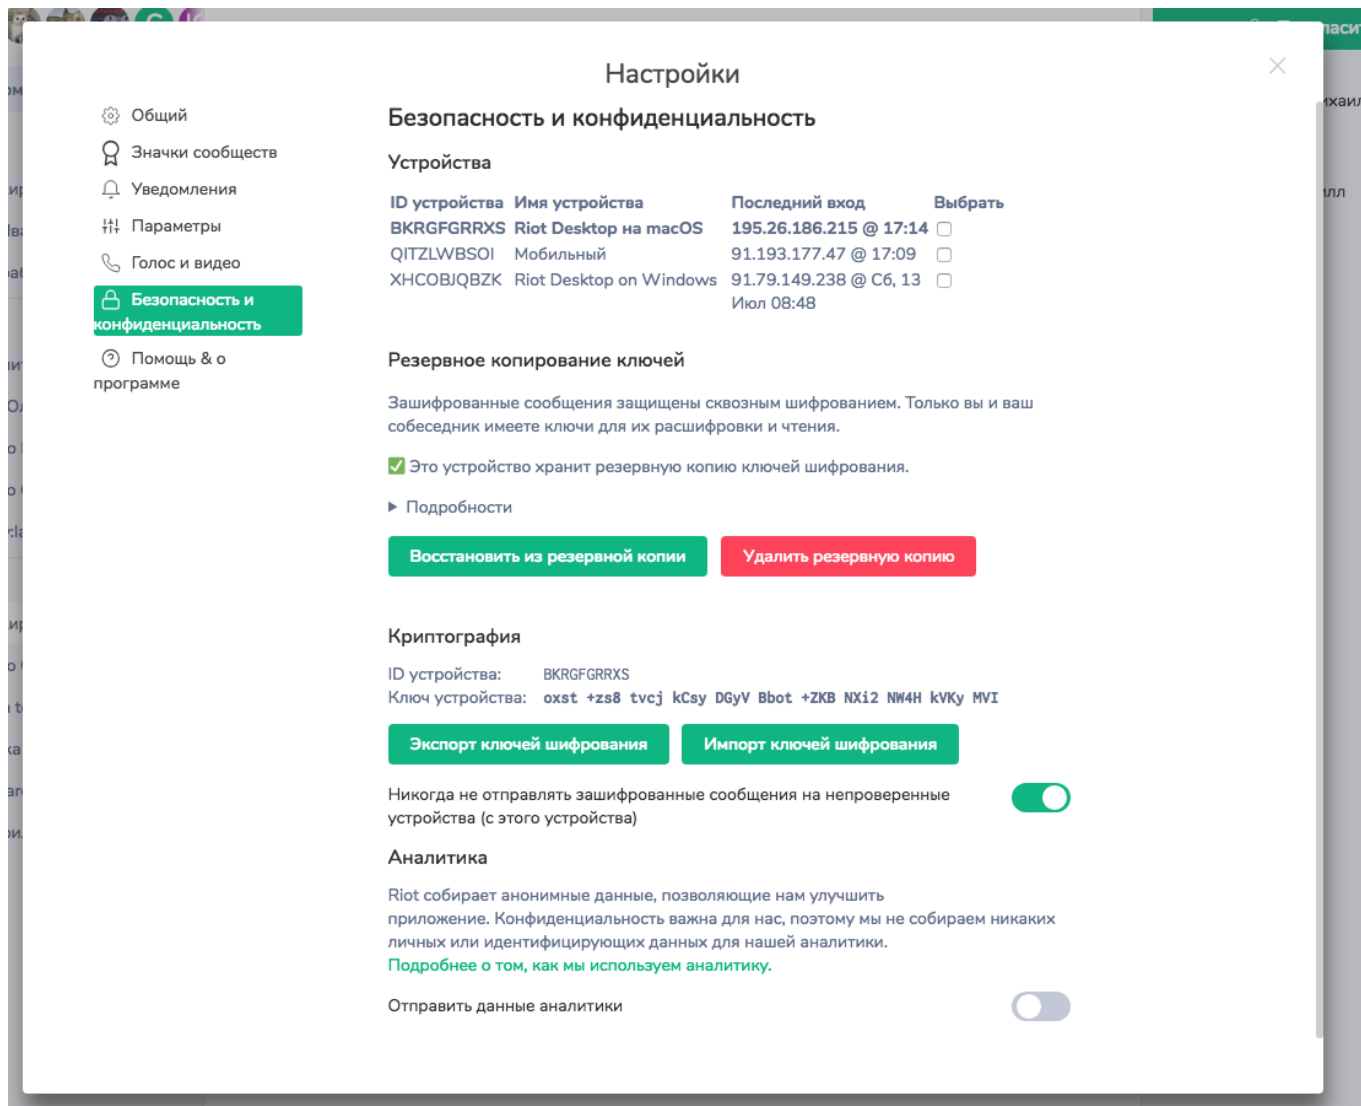 Настройки
Общий
Значки сообществ
Уведомления
Параметры
Голос и видео
Безопасность и
конфиденциальность
Помощь & о
программе
Безопасность и конфиденциальность
Устройства
ID устройства Имя устройства Последний вход Выбрать
BKRGFGRRXS Riot Desktop на macOS 195.26.186.215 @ 17:14
QITZLWBSOI Мобильный 91.193.177.47 @ 17:09
XHCOBJQBZK Riot Desktop on Windows 91.79.149.238 @ Сб, 13
Июл 08:48
Резервное копирование ключей
Зашифрованные сообщения защищены сквозным шифрованием. Только вы и ваш
собеседник имеете ключи для их расшифровки и чтения.
✅ Это устройство хранит резервную копию ключей шифрования.
▶ Подробности
Восстановить из резервной копии Удалить резервную копию
Криптография
ID устройства: BKRGFGRRXS
Ключ устройства: oxst +zs8 tvcj kCsy DGyV Bbot +ZKB NXi2 NW4H kVKy MVI
Экспорт ключей шифрования Импорт ключей шифрования
Никогда не отправлять зашифрованные сообщения на непроверенные
устройства (с этого устройства)
Аналитика
Riot собирает анонимные данные, позволяющие нам улучшить
приложение. Конфиденциальность важна для нас, поэтому мы не собираем никаких
личных или идентифицирующих данных для нашей аналитики.
Подробнее о том, как мы используем аналитику.
Отправить данные аналитики